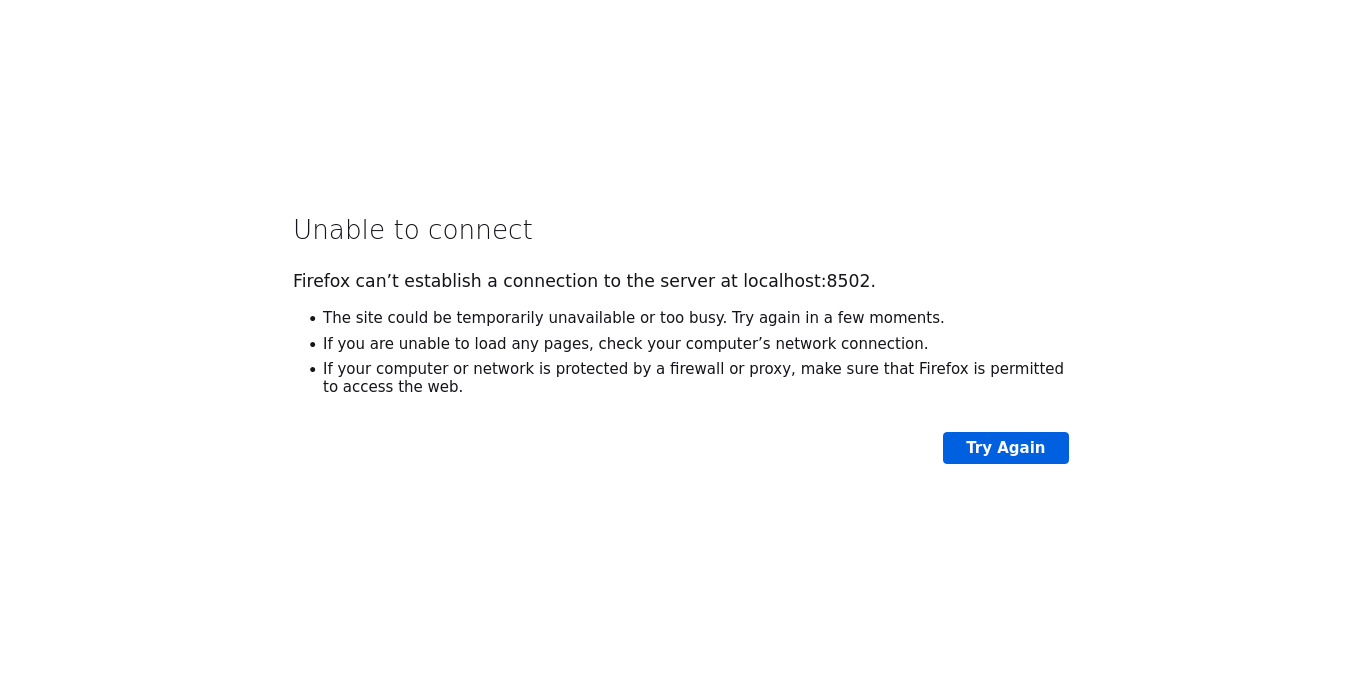 Unable to connect
Firefox can’t establish a connection to the server at localhost:8502.
• The site could be temporarily unavailable or too busy. Try again in a few moments.
• If you are unable to load any pages, check your computer’s network connection.
• If your computer or network is protected by a firewall or proxy, make sure that Firefox is permitted
to access the web.
Try Again